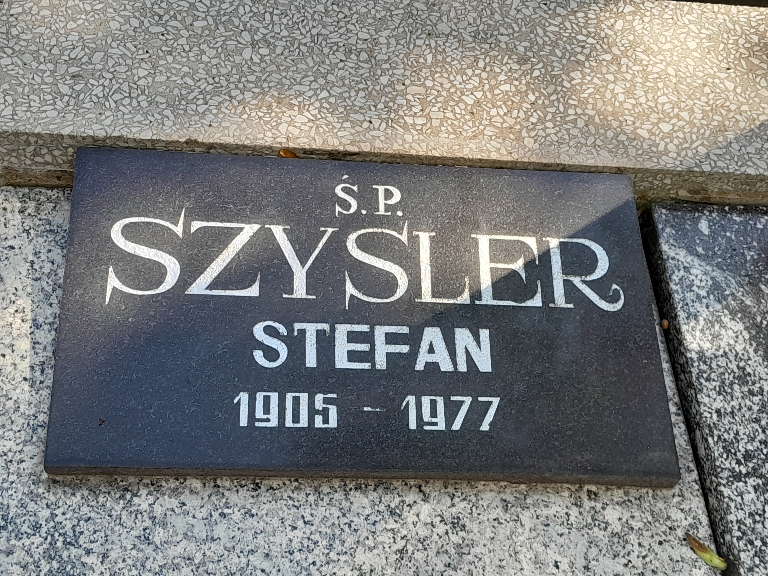 Ś.P.
SZYSLER
STEFAN
1905 - 1977